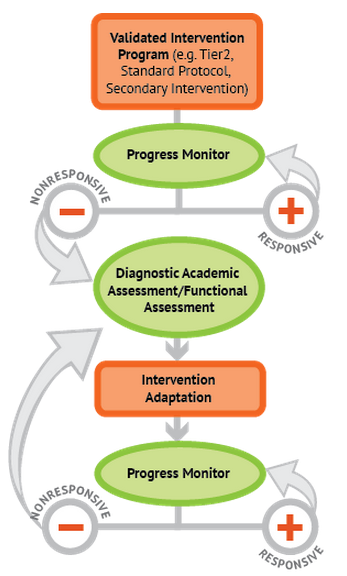 Validated Intervention
Program (e.g. Tier2,
Standard Protocol,
Secondary Intervention)
Progress Monitor
NONRESPONSIVE
–
+
RESPONSIVE
Diagnostic Academic
Assessment/Functional
Assessment
Intervention
Adaptation
Progress Monitor
NONRESPONSIVE
–
+
RESPONSIVE